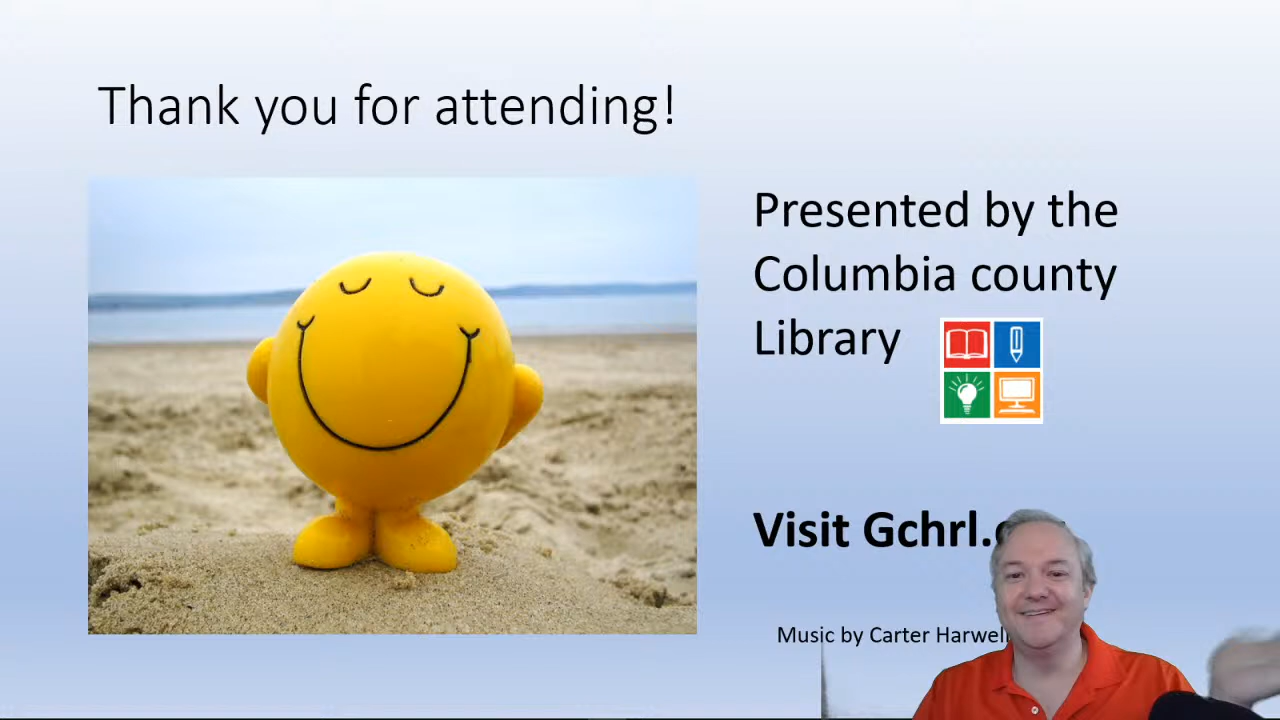 Thank you for attending!
Presented by the
Columbia county
Library
Visit Gchrl.
Music by Carter Harwell